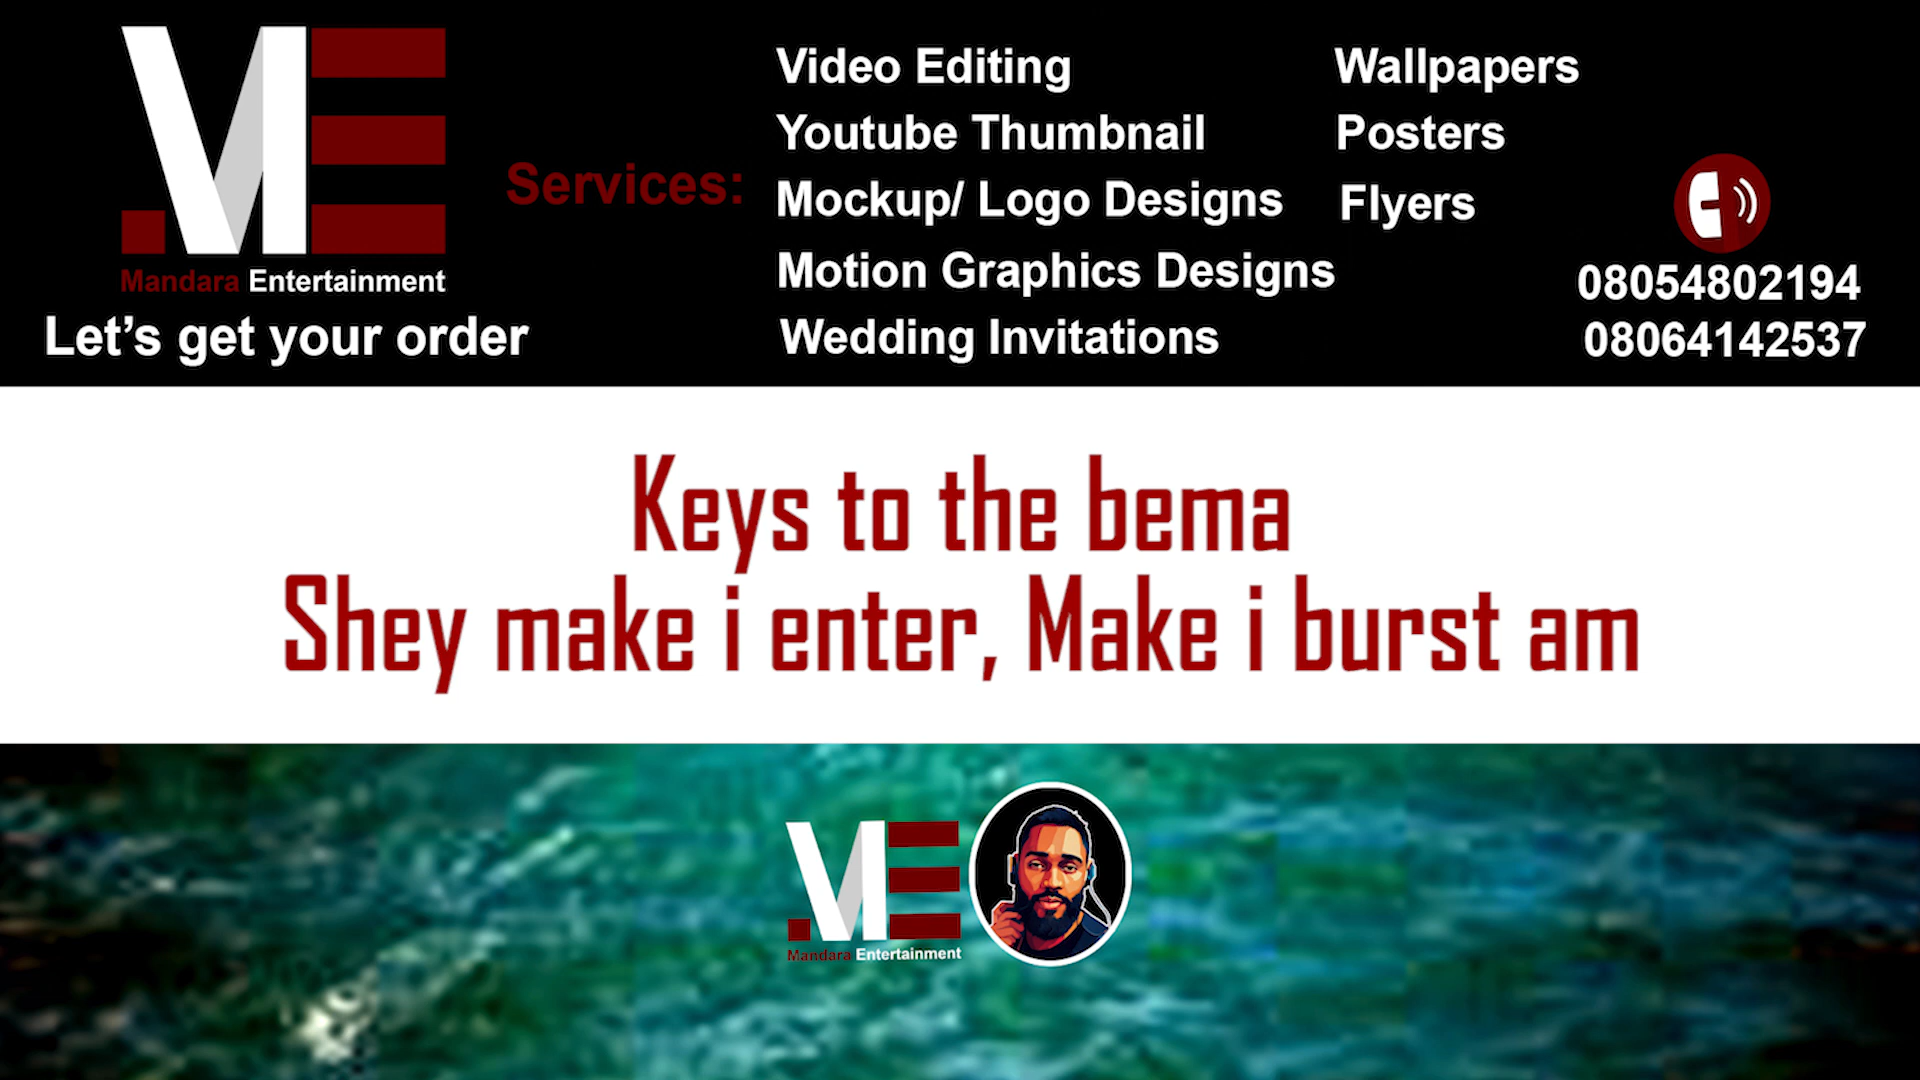 Mandara Entertainment
Let's get your order
Services:
Video Editing
Youtube Thumbnail
Mockup/ Logo Designs
Motion Graphics Designs
Wedding Invitations
Wallpapers
Posters
Flyers
08054802194
08064142537
Keys to the bema
Shey make i enter, Make i burst am
Mandara Entertainment